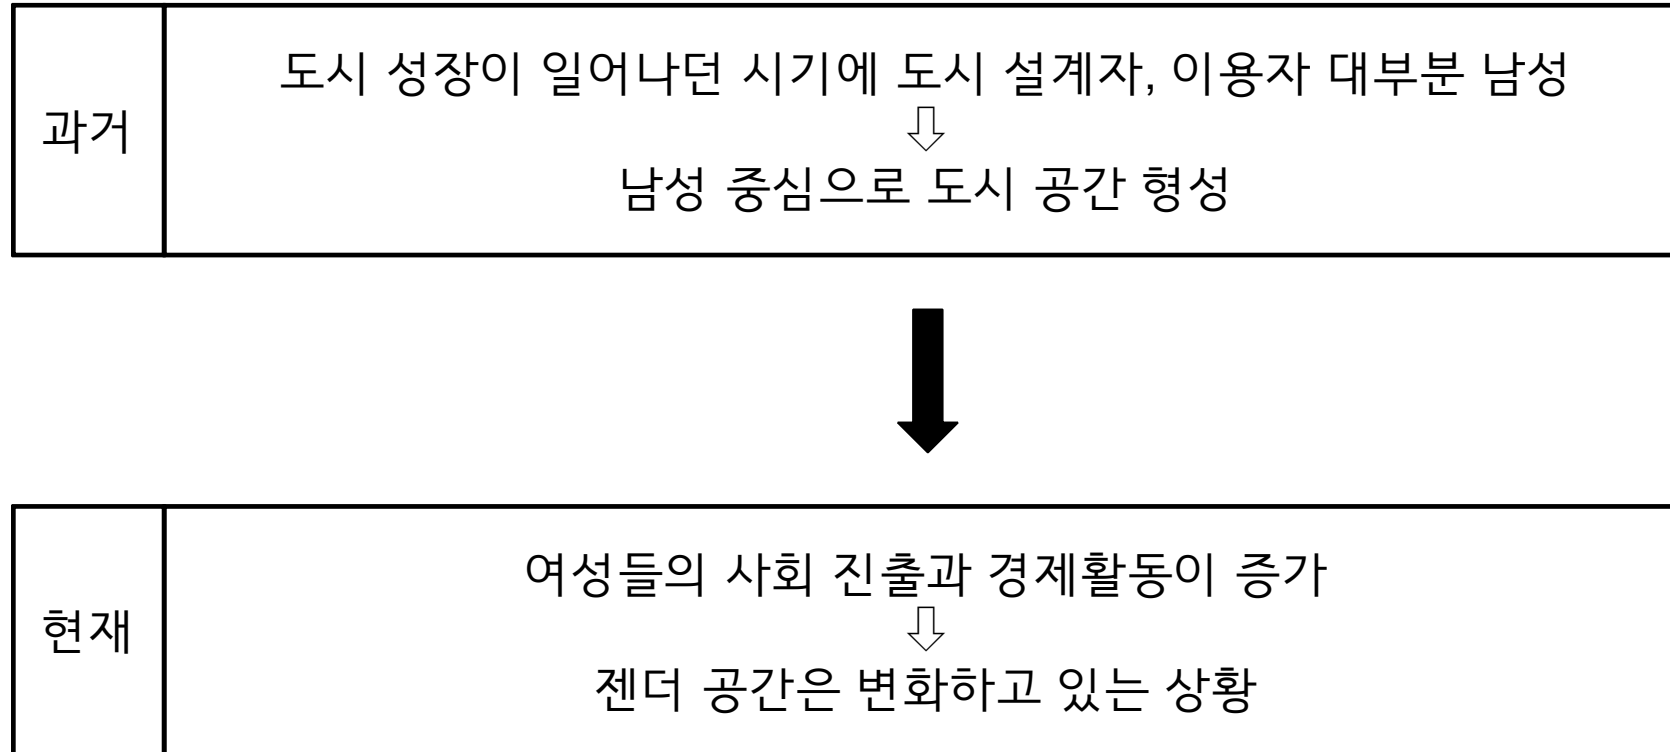 과거
도시 성장이 일어나던 시기에 도시 설계자, 이용자 대부분 남성
남성 중심으로 도시 공간 형성
현재
여성들의 사회 진출과 경제활동이 증가
젠더 공간은 변화하고 있는 상황